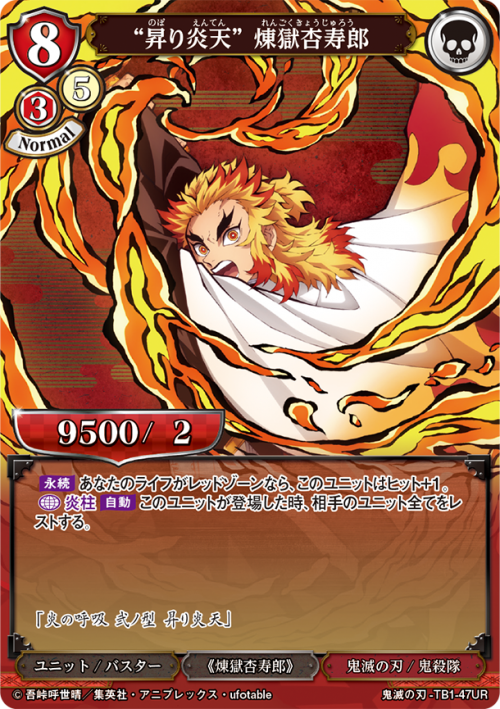 のぼ えんてん れんごくきょうじゅろう
8 “昇り炎天” 煉獄杏寿郎
3 5
Normal
9500/ 2
永続 あなたのライフがレッドゾーンなら、このユニットはヒット+1。
炎柱 自動 このユニットが登場した時、相手のユニット全てをレ
ストする。
「炎の呼吸 弐ノ型 昇り炎天」
ユニット / バスター 《煉獄杏寿郎》 鬼滅の刃 / 鬼殺隊
© 吾峠呼世晴／集英社・アニプレックス・ufotable 鬼滅の刃 -TB1-47UR